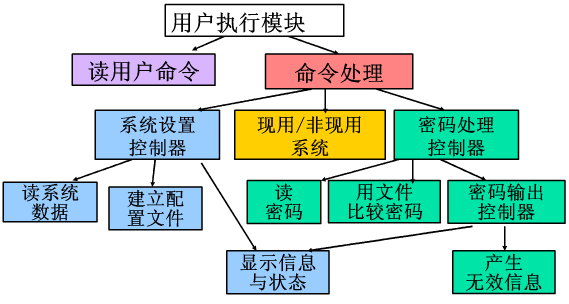 用户执行模块
读用户命令
命令处理
系统设置
控制器
现用/非现用
系统
密码处理
控制器
读系统
数据
建立配
置文件
读
密码
用文件
比较密码
密码输出
控制器
显示信息
与状态
产生
无效信息